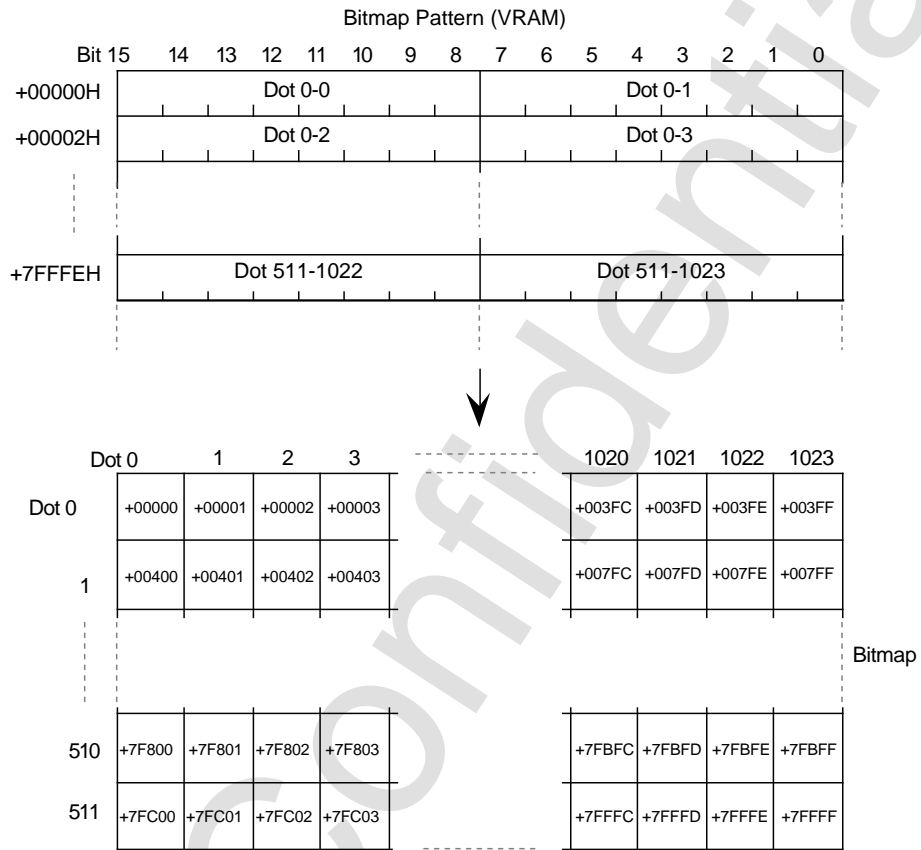 Bitmap Pattern (VRAM)
Bit 15 14 13 12 11 10 9 8 7 6 5 4 3 2 1 0
+00000H Dot 0-0 Dot 0-1
+00002H Dot 0-2 Dot 0-3
+7FFFEH Dot 511-1022 Dot 511-1023
Dot 0 1 2 3 1020 1021 1022 1023
Dot 0 +00000 +00001 +00002 +00003 +003FC +003FD +003FE +003FF
1 +00400 +00401 +00402 +00403 +007FC +007FD +007FE +007FF
Bitmap
510 +7F800 +7F801 +7F802 +7F803 +7FBFC +7FBFD +7FBFE +7FBFF
511 +7FC00 +7FC01 +7FC02 +7FC03 +7FFFC +7FFFD +7FFFE +7FFFF
Confidential